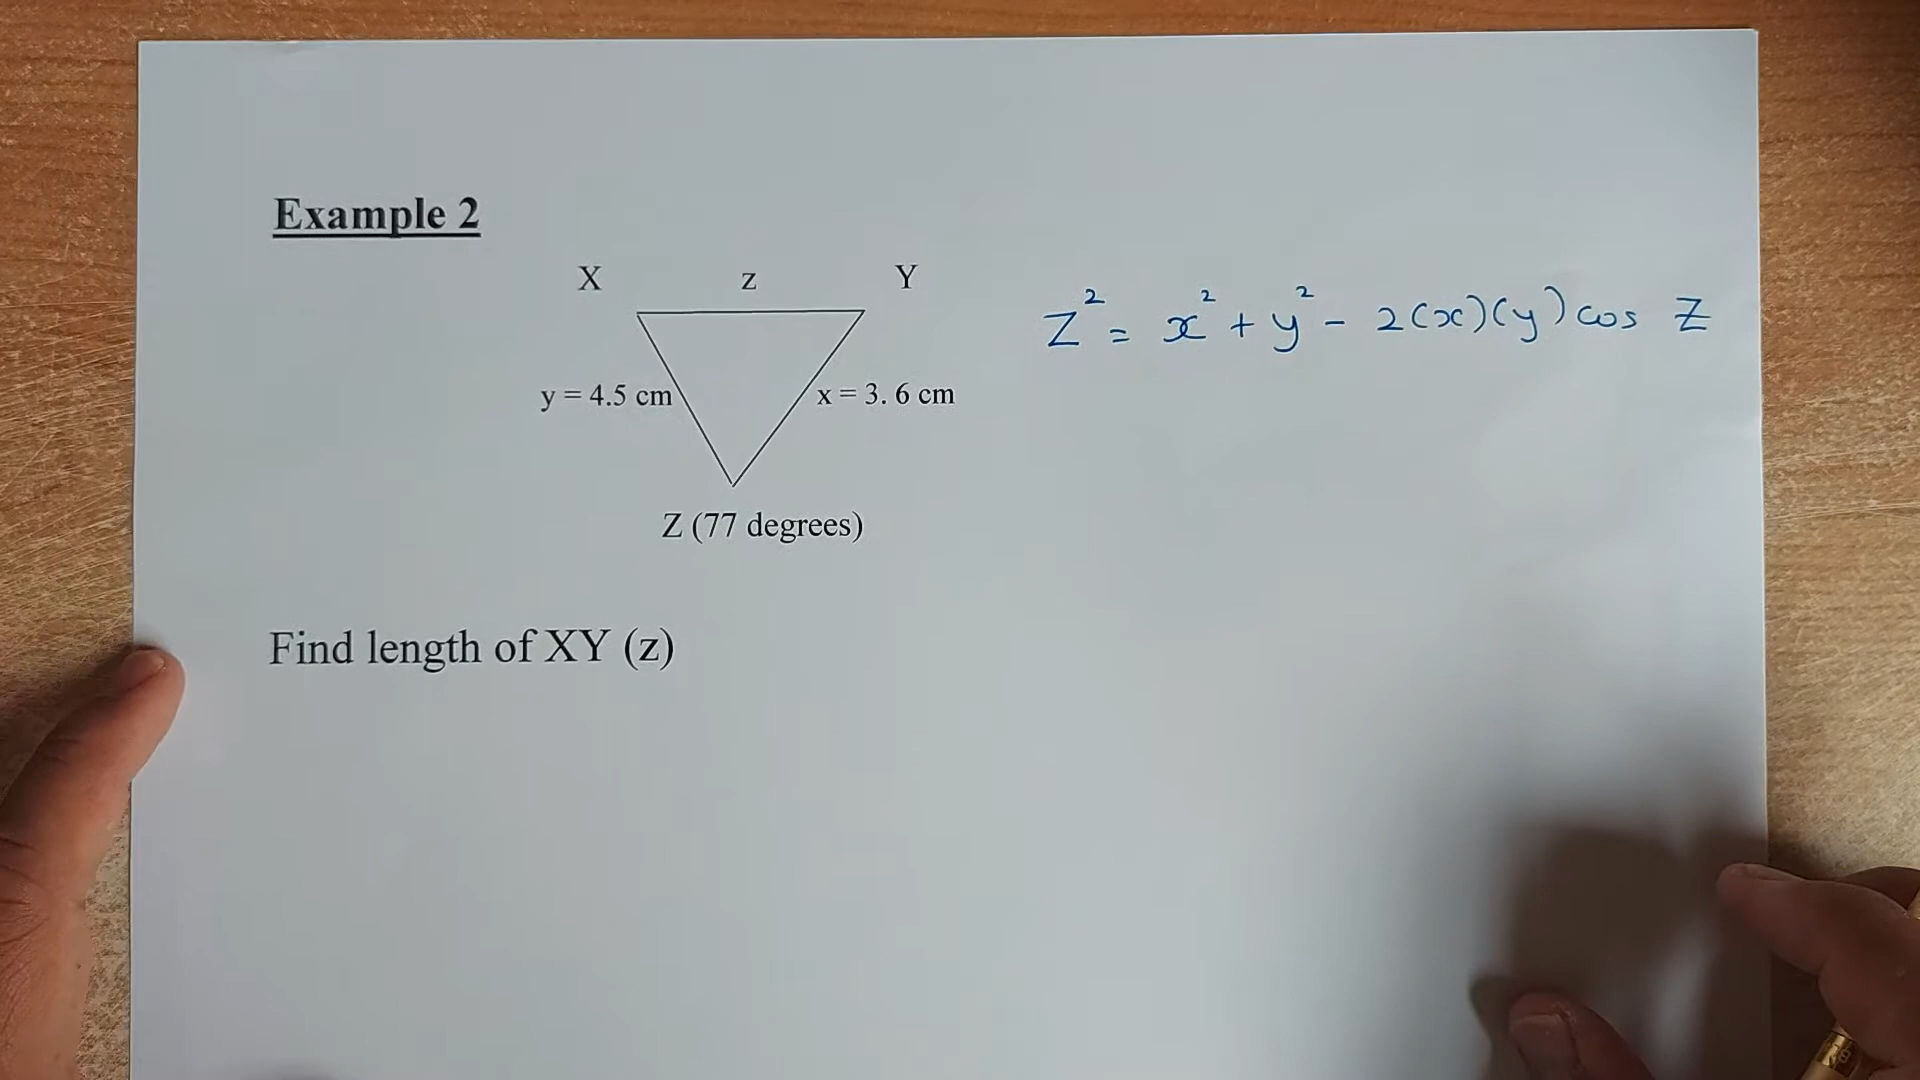 Example 2
X z Y
z² = x² + y² - 2(x)(y) cos Z
y = 4.5 cm x = 3. 6 cm
Z (77 degrees)
Find length of XY (z)